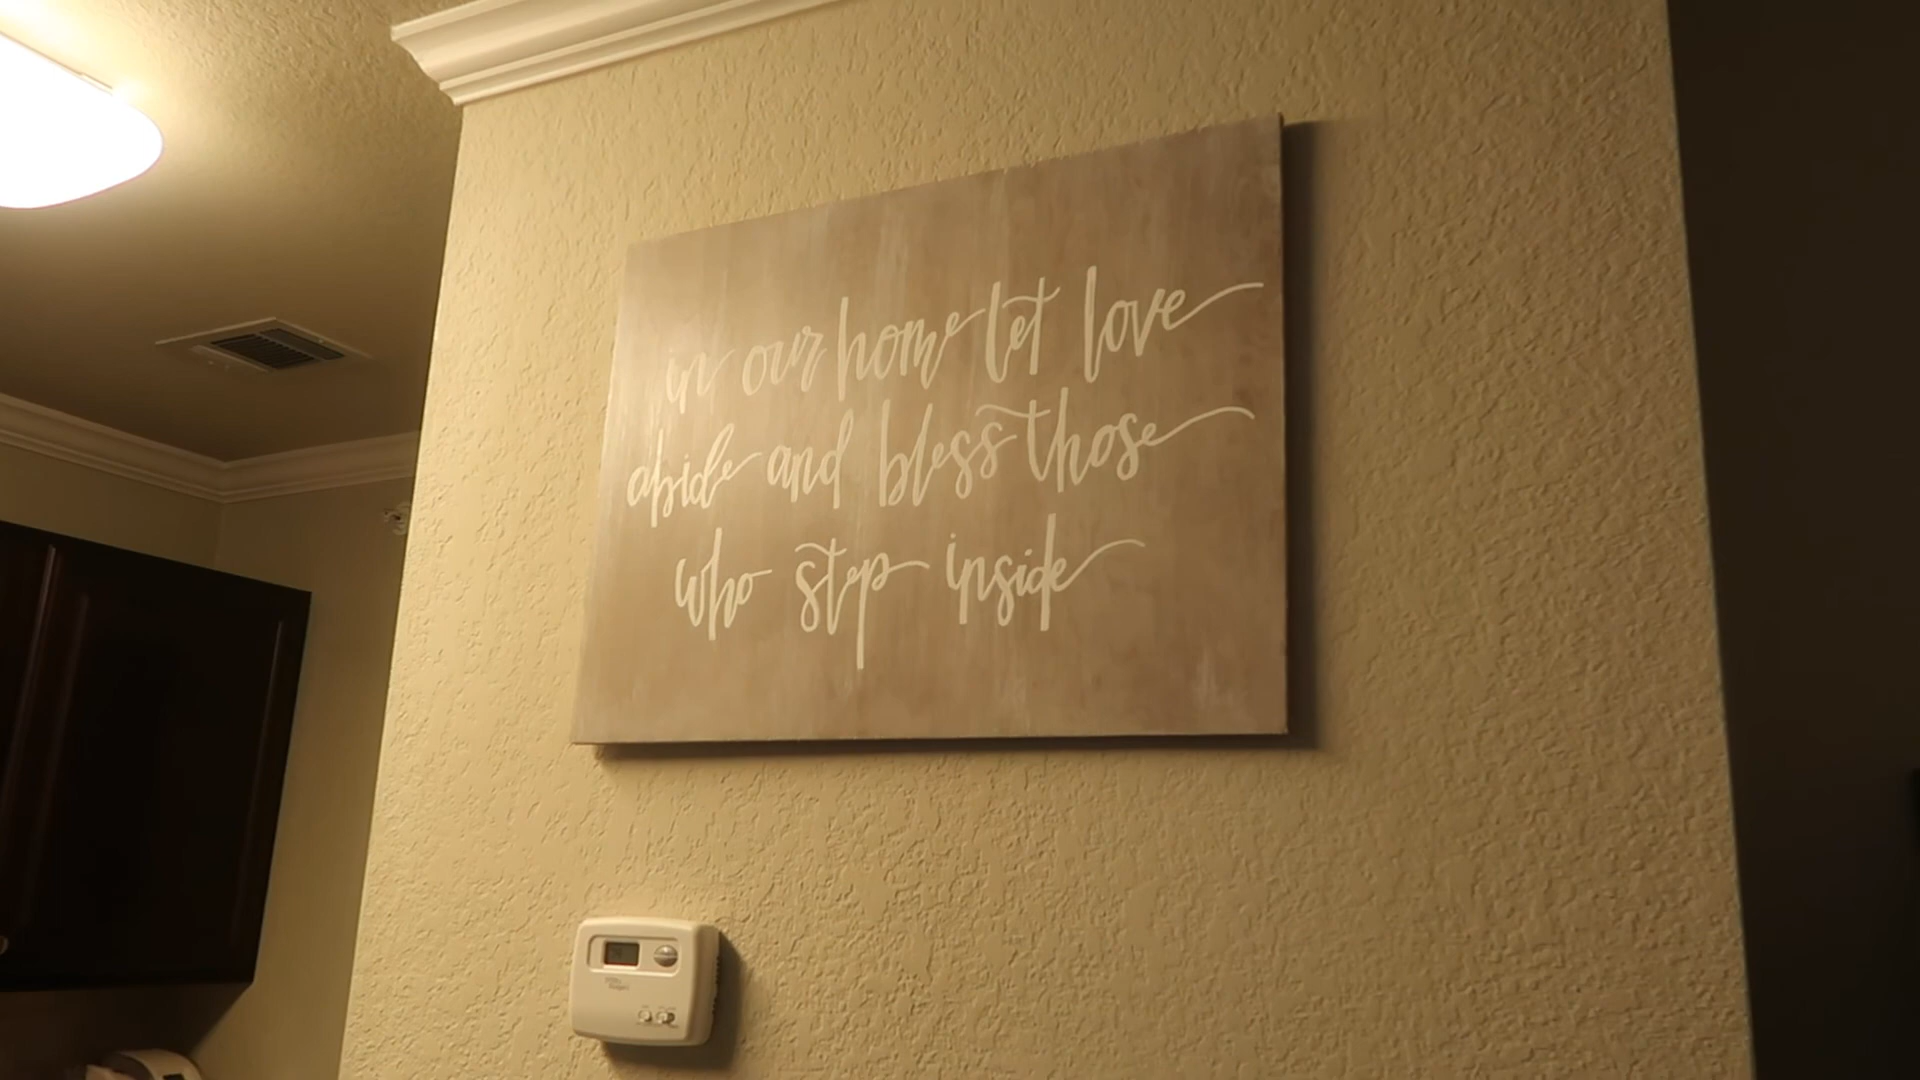 in our home let love
abide and bless those
who step inside